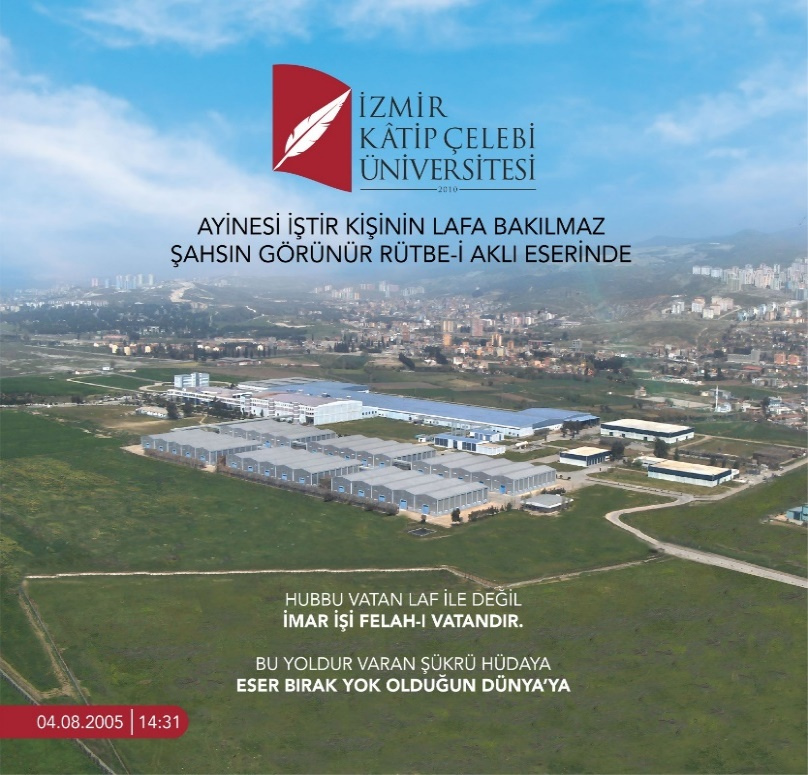 İZMİR
KÂTİP ÇELEBİ
ÜNİVERSİTESİ
2010
AYİNESİ İŞTİR KİŞİNİN LAFA BAKILMAZ
ŞAHSIN GÖRÜNÜR RÜTBE-İ AKLI ESERİNDE
HUBBU VATAN LAF İLE DEĞİL
İMAR İŞİ FELAH-I VATANDIR.
BU YOLDUR VARAN ŞÜKRÜ HÜDAYA
ESER BIRAK YOK OLDUĞUN DÜNYA'YA
04.08.2005 | 14:31